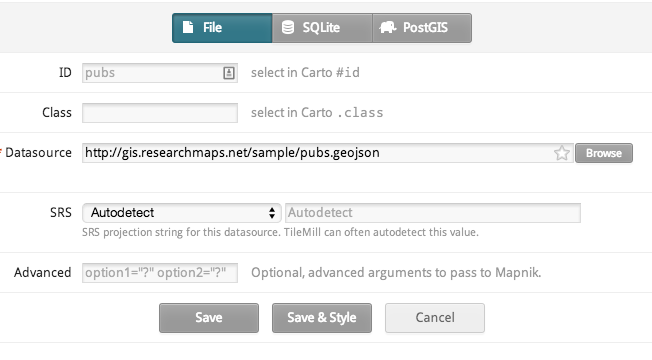 File SQLite PostGIS
ID pubs select in Carto #id
Class select in Carto .class
* Datasource http://gis.researchmaps.net/sample/pubs.geojson Browse
SRS Autodetect Autodetect
SRS projection string for this datasource. TileMill can often autodetect this value.
Advanced option1="?" option2="?" Optional, advanced arguments to pass to Mapnik.
Save Save & Style Cancel